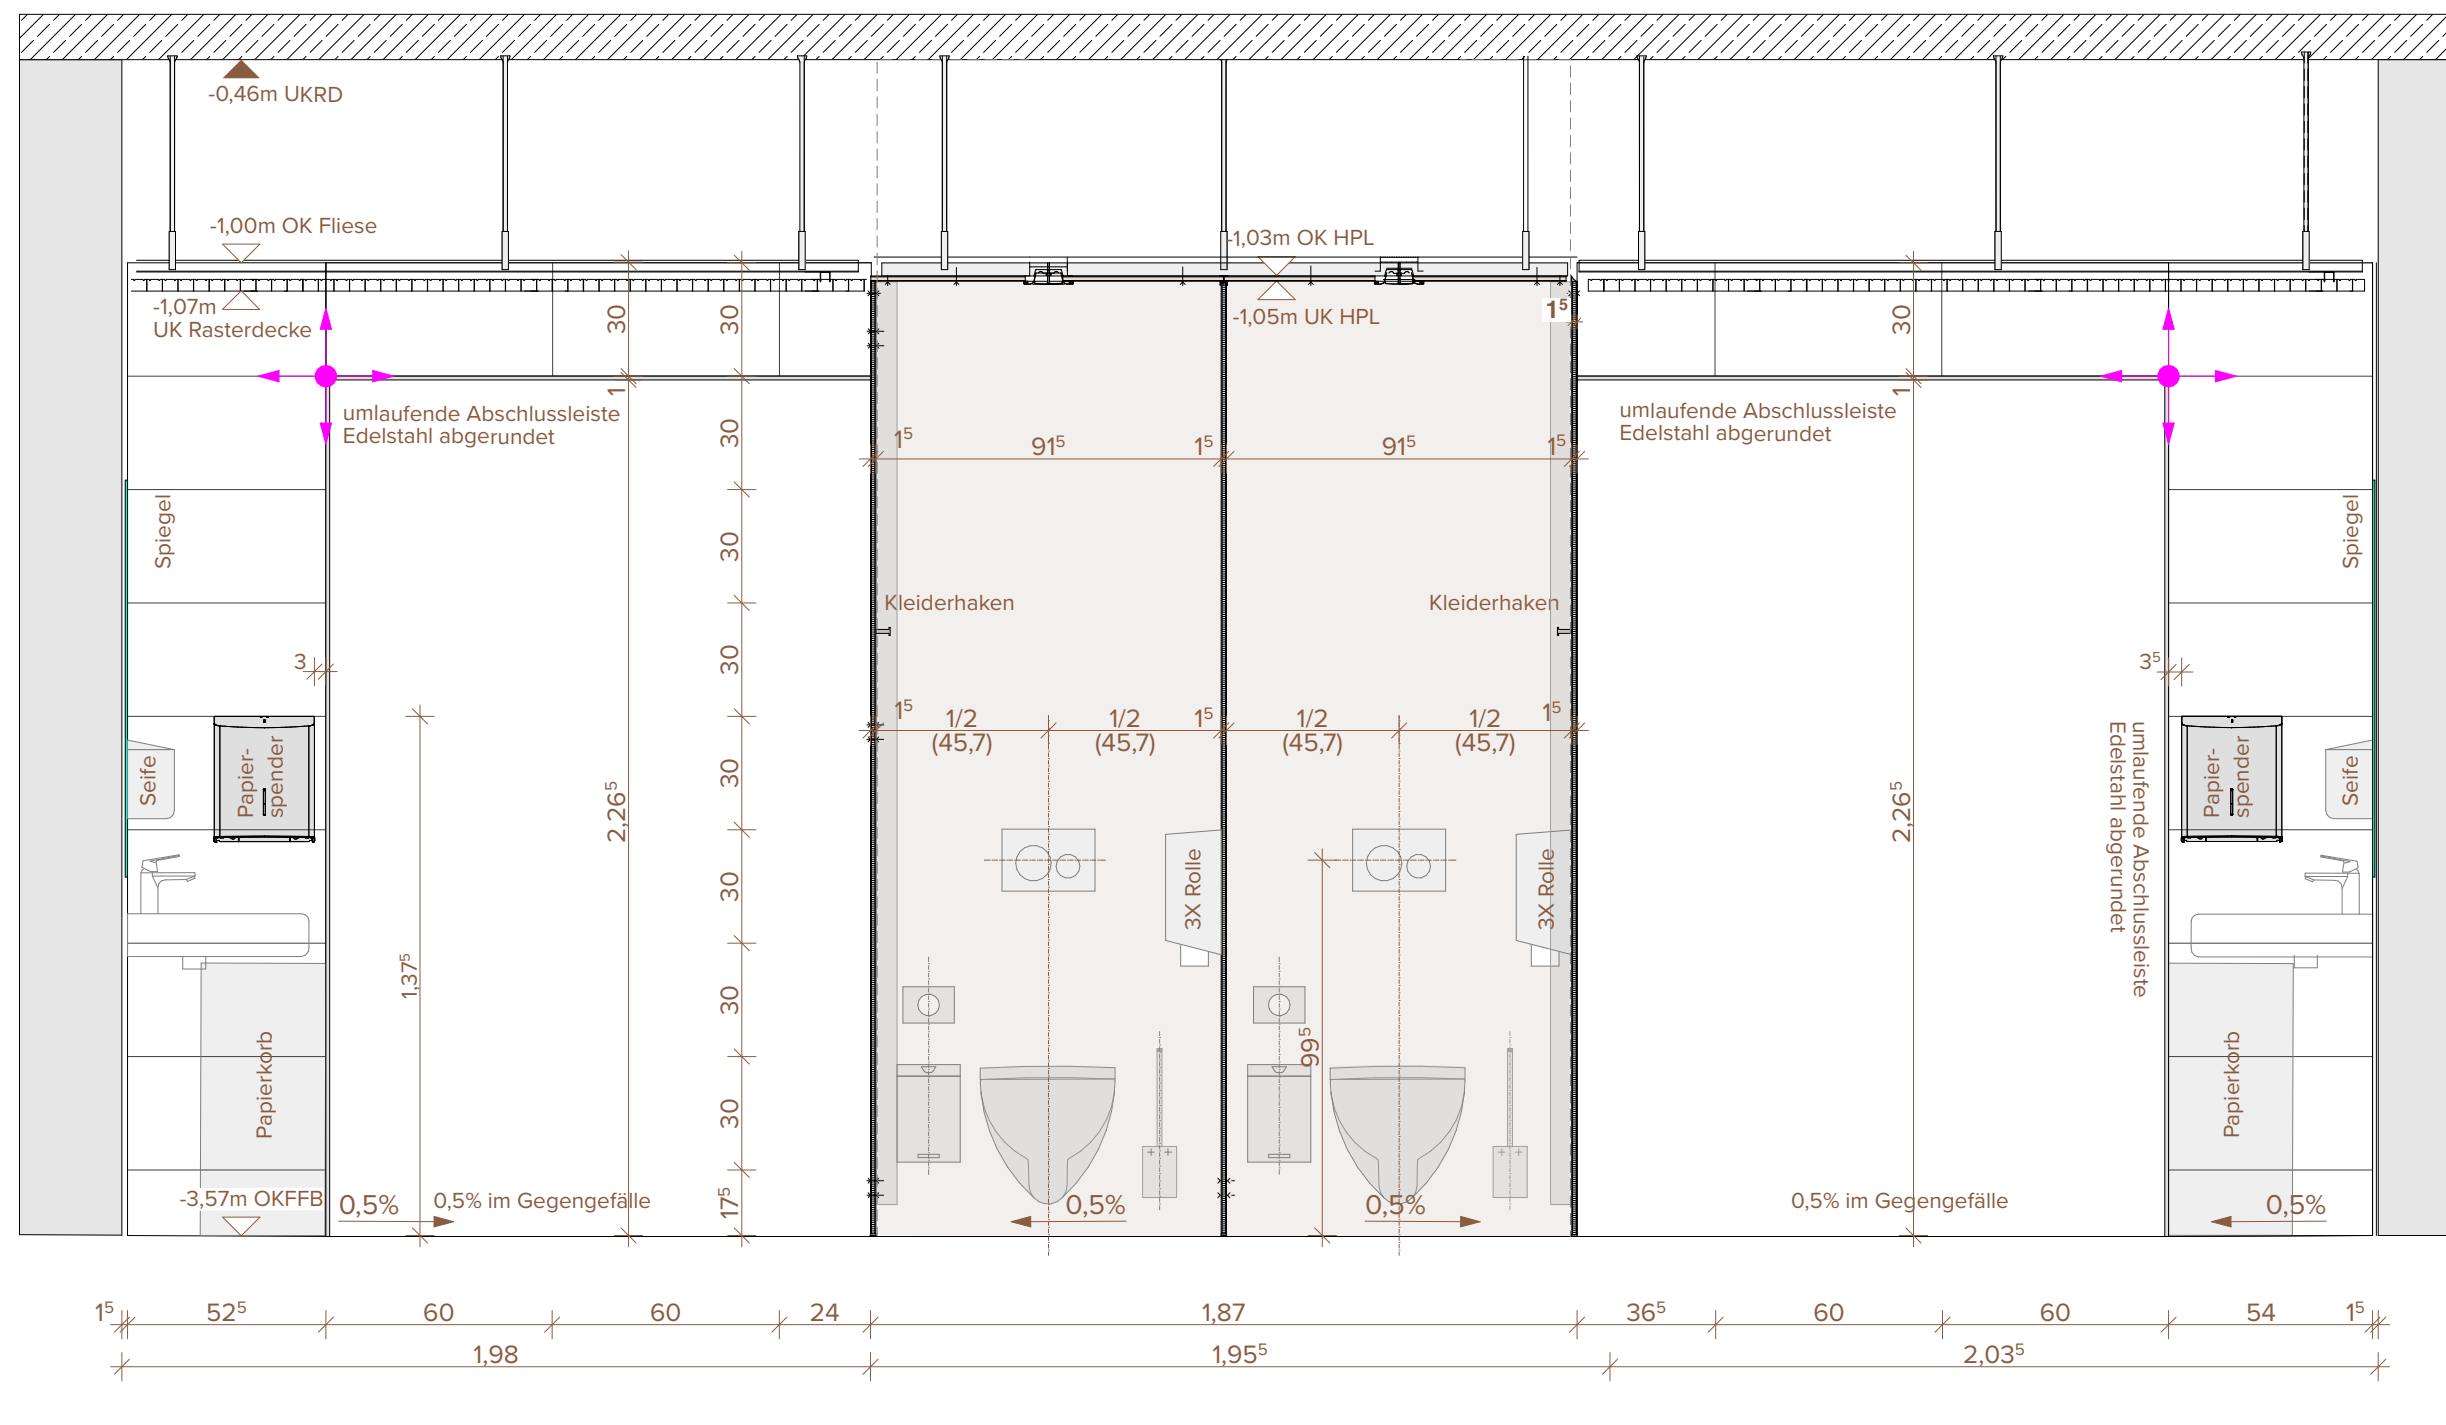 -0,46m UKRD
-1,00m OK Fliese
-1,03m OK HPL
-1,07m
UK Rasterdecke
-1,05m UK HPL
1⁵
30
30
30
1
1
umlaufende Abschlussleiste
Edelstahl abgerundet
umlaufende Abschlussleiste
Edelstahl abgerundet
30
1⁵
91⁵
1⁵
91⁵
1⁵
Spiegel
30
Spiegel
Kleiderhaken
Kleiderhaken
3
30
3⁵
1⁵
1/2
(45,7)
1/2
(45,7)
1⁵
1/2
(45,7)
1/2
(45,7)
1⁵
Seife
Papier-
spender
2,26⁵
30
2,26⁵
umlaufende Abschlussleiste
Edelstahl abgerundet
Papier-
spender
Seife
30
3X Rolle
3X Rolle
1,37⁵
30
99⁵
Papierkorb
30
Papierkorb
-3,57m OKFFB
0,5%
0,5% im Gegengefälle
17⁵
0,5%
0,5%
0,5% im Gegengefälle
0,5%
1⁵
52⁵
60
60
24
1,87
36⁵
60
60
54
1⁵
1,98
1,95⁵
2,03⁵